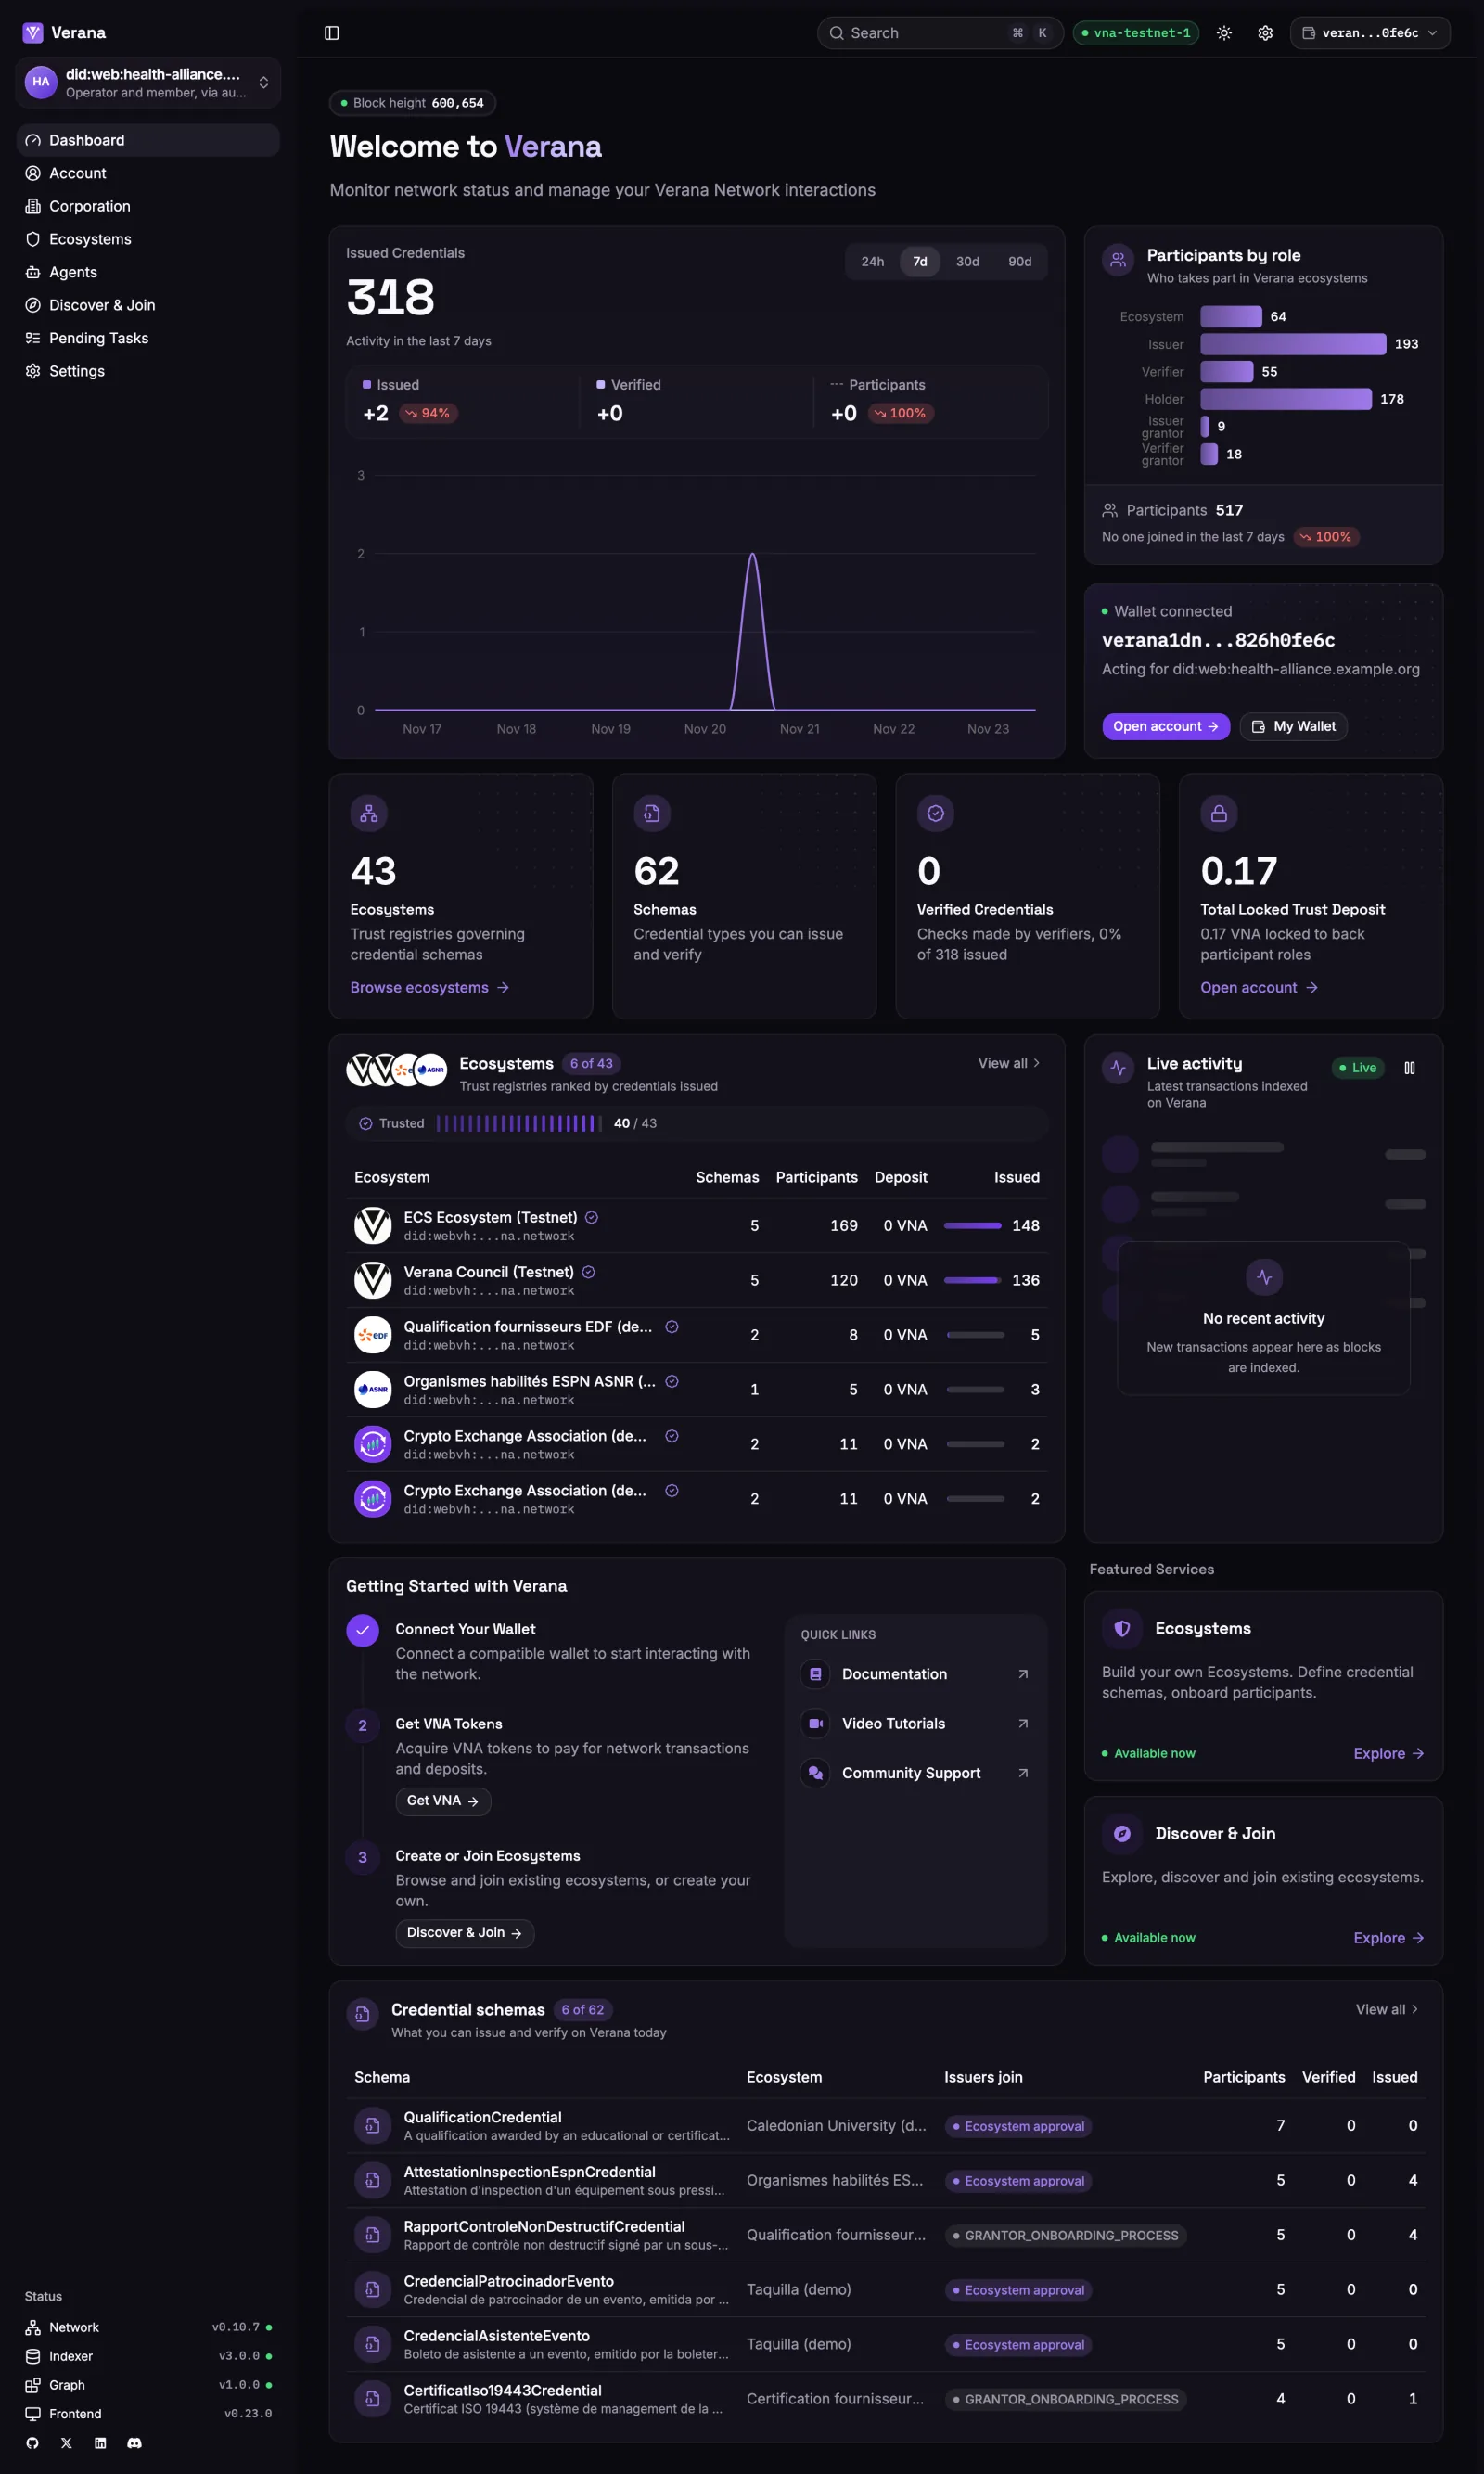 Verana
HA
did:web:health-alliance....
Operator and member, via au...
Dashboard
Account
Corporation
Ecosystems
Agents
Discover & Join
Pending Tasks
Settings
Status
Network v0.10.7
Indexer v3.0.0
Graph v1.0.0
Frontend v0.23.0
Search ⌘ K
vna-testnet-1
veran...0fe6c
Block height 600,654
Welcome to Verana
Monitor network status and manage your Verana Network interactions
Issued Credentials
318
Activity in the last 7 days
24h 7d 30d 90d
Issued
+2 94%
Verified
+0
Participants
+0 100%
3
2
1
0
Nov 17 Nov 18 Nov 19 Nov 20 Nov 21 Nov 22 Nov 23
Participants by role
Who takes part in Verana ecosystems
Ecosystem 64
Issuer 193
Verifier 55
Holder 178
Issuer grantor 9
Verifier grantor 18
Participants 517
No one joined in the last 7 days 100%
Wallet connected
verana1dn...826h0fe6c
Acting for did:web:health-alliance.example.org
Open account
My Wallet
43
Ecosystems
Trust registries governing
credential schemas
Browse ecosystems
62
Schemas
Credential types you can issue
and verify
0
Verified Credentials
Checks made by verifiers, 0%
of 318 issued
0.17
Total Locked Trust Deposit
0.17 VNA locked to back
participant roles
Open account
Ecosystems 6 of 43
Trust registries ranked by credentials issued
View all
Trusted 40 / 43
Ecosystem Schemas Participants Deposit Issued
ECS Ecosystem (Testnet) 5 169 0 VNA 148
did:webvh:...na.network
Verana Council (Testnet) 5 120 0 VNA 136
did:webvh:...na.network
eDF
Qualification fournisseurs EDF (de... 2 8 0 VNA 5
did:webvh:...na.network
ASNR
Organismes habilités ESPN ASNR (... 1 5 0 VNA 3
did:webvh:...na.network
Crypto Exchange Association (de... 2 11 0 VNA 2
did:webvh:...na.network
Crypto Exchange Association (de... 2 11 0 VNA 2
did:webvh:...na.network
Live activity
Latest transactions indexed
on Verana
Live
No recent activity
New transactions appear here as blocks
are indexed.
Getting Started with Verana
Connect Your Wallet
Connect a compatible wallet to start interacting with
the network.
2
Get VNA Tokens
Acquire VNA tokens to pay for network transactions
and deposits.
Get VNA
3
Create or Join Ecosystems
Browse and join existing ecosystems, or create your
own.
Discover & Join
QUICK LINKS
Documentation
Video Tutorials
Community Support
Featured Services
Ecosystems
Build your own Ecosystems. Define credential
schemas, onboard participants.
Available now
Explore
Discover & Join
Explore, discover and join existing ecosystems.
Available now
Explore
Credential schemas 6 of 62
What you can issue and verify on Verana today
View all
Schema Ecosystem Issuers join Participants Verified Issued
QualificationCredential Caledonian University (d... Ecosystem approval 7 0 0
A qualification awarded by an educational or certificat...
AttestationInspectionEspnCredential Organismes habilités ES... Ecosystem approval 5 0 4
Attestation d'inspection d'un équipement sous pressi...
RapportControleNonDestructifCredential Qualification fournisseur... GRANTOR_ONBOARDING_PROCESS 5 0 4
Rapport de contrôle non destructif signé par un sous-...
CredencialPatrocinadorEvento Taquilla (demo) Ecosystem approval 5 0 0
Credencial de patrocinador de un evento, emitida por ...
CredencialAsistenteEvento Taquilla (demo) Ecosystem approval 5 0 0
Boleto de asistente a un evento, emitido por la boleter...
CertificatIso19443Credential Certification fournisseur... GRANTOR_ONBOARDING_PROCESS 4 0 1
Certificat ISO 19443 (système de management de la ...